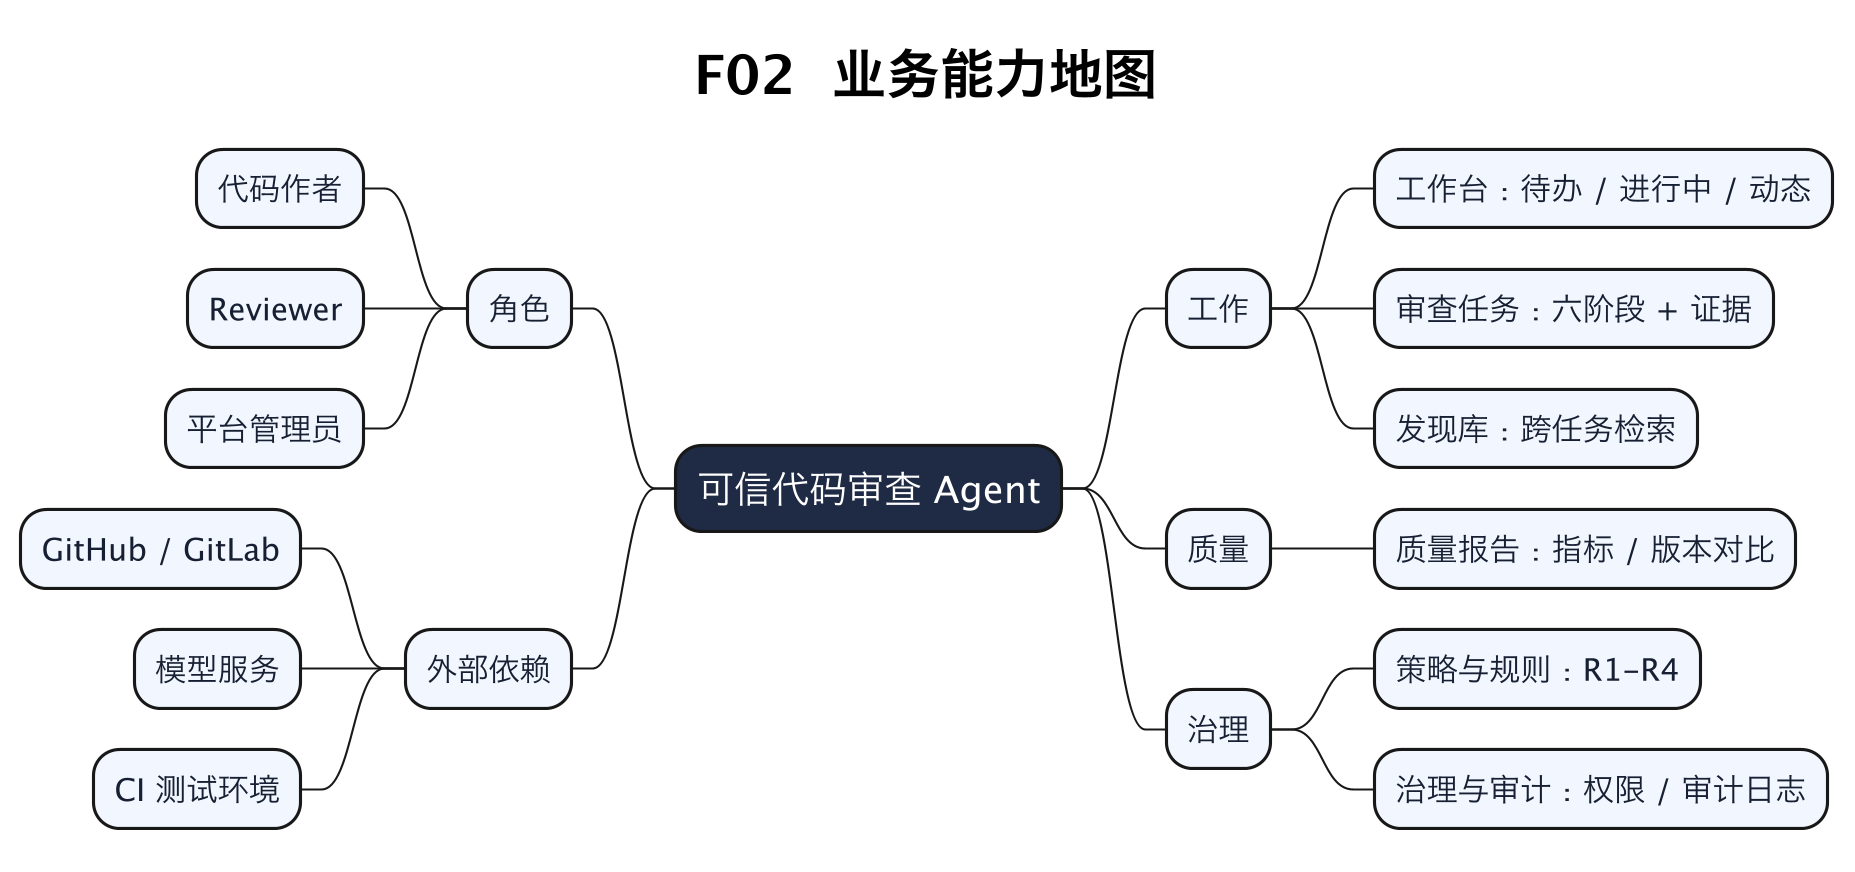 F02 业务能力地图
代码作者
Reviewer
平台管理员
角色
GitHub / GitLab
模型服务
CI 测试环境
外部依赖
可信代码审查 Agent
工作
工作台：待办 / 进行中 / 动态
审查任务：六阶段 + 证据
发现库：跨任务检索
质量
质量报告：指标 / 版本对比
治理
策略与规则：R1–R4
治理与审计：权限 / 审计日志